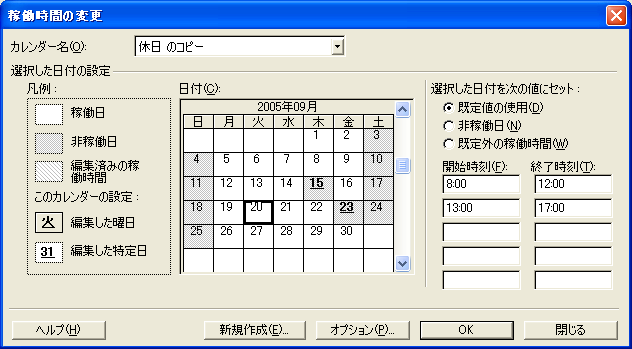 稼働時間の変更
カレンダー名(O): 休日 のコピー
選択した日付の設定
凡例:
稼働日
非稼働日
編集済みの稼
働時間
このカレンダーの設定:
火 編集した曜日
31 編集した特定日
日付(C):
2005年09月
日 月 火 水 木 金 土
1 2 3
4 5 6 7 8 9 10
11 12 13 14 15 16 17
18 19 20 21 22 23 24
25 26 27 28 29 30
選択した日付を次の値にセット:
既定値の使用(D)
非稼働日(N)
既定外の稼働時間(W)
開始時刻(F): 終了時刻(T):
8:00 12:00
13:00 17:00
ヘルプ(H) 新規作成(E)... オプション(P)... OK 閉じる